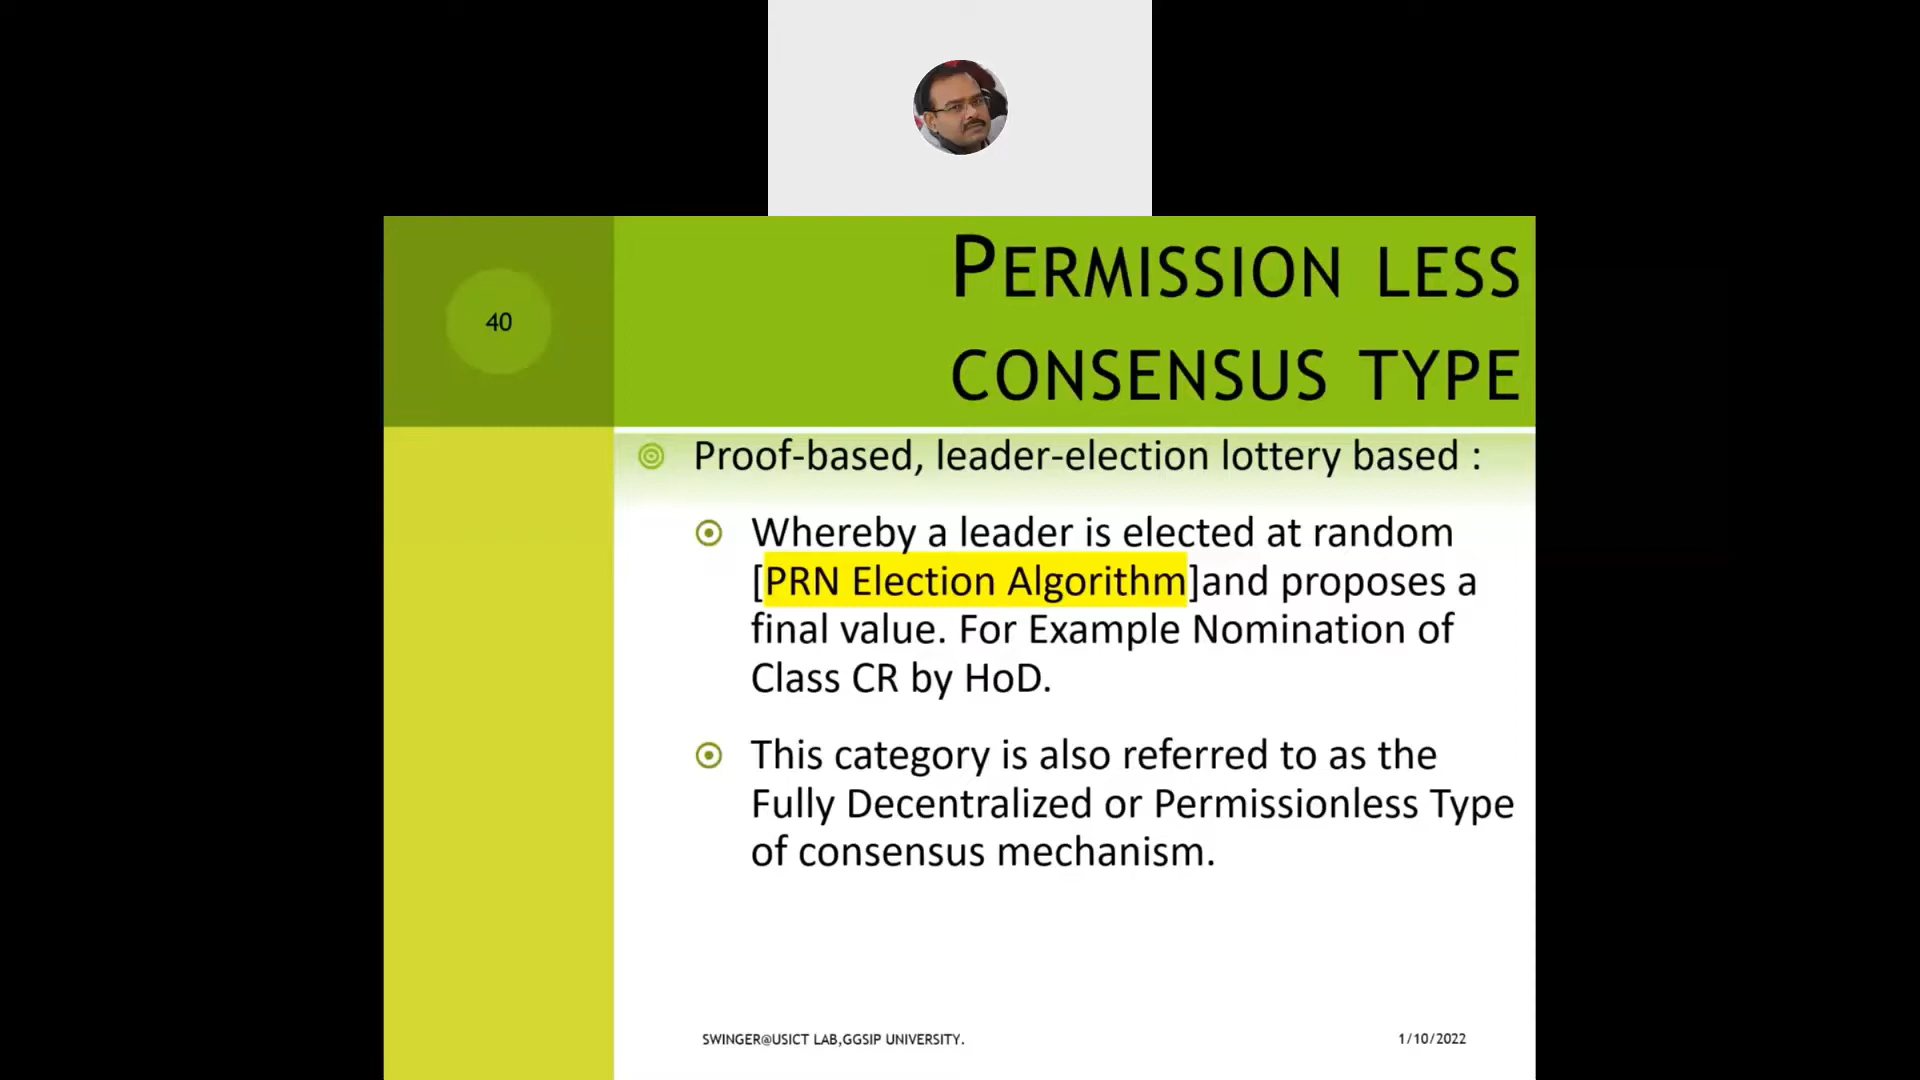 40
PERMISSION LESS
CONSENSUS TYPE
Proof-based, leader-election lottery based :
Whereby a leader is elected at random
[PRN Election Algorithm]and proposes a
final value. For Example Nomination of
Class CR by HoD.
This category is also referred to as the
Fully Decentralized or Permissionless Type
of consensus mechanism.
SWINGER@USICT LAB,GGSIP UNIVERSITY.
1/10/2022